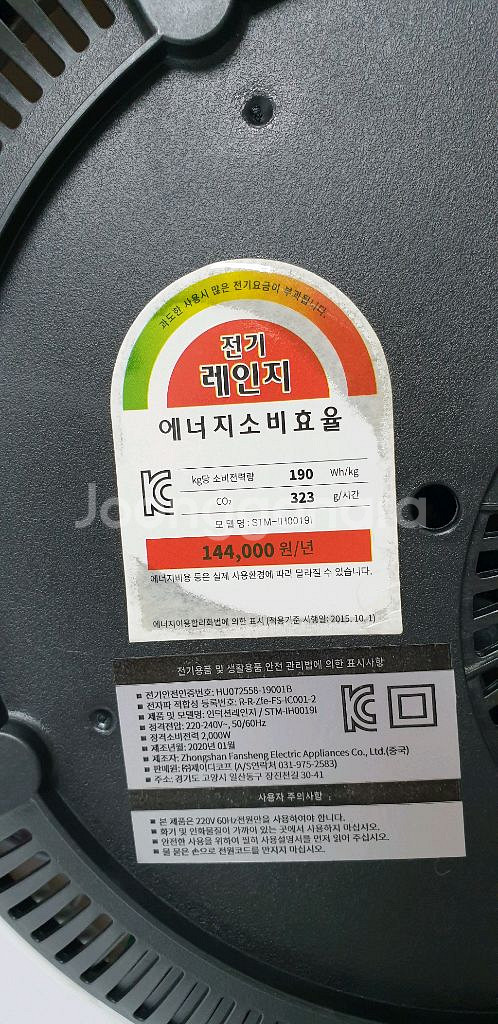 과도한 사용시 많은 전기요금이 부과됩니다.
전기
레인지
에너지소비효율
kg당 소비전력량 190 Wh/kg
CO₂ 323 g/시간
모델명 : STM-IH0019i
144,000 원/년
에너지비용 등은 실제 사용환경에 따라 달라질 수 있습니다.
에너지이용합리화법에 의한 표시 (적용기준 시행일: 2015. 10. 1)
Joonggonara
전기용품 및 생활용품 안전 관리법에 의한 표시사항
■ 전기안전인증번호: HU072558-19001B
■ 전자파 적합성 등록번호: R-R-Zle-FS-IC001-2
■ 제품 및 모델명: 인덕션레인지 / STM-IH0019i
■ 정격전압: 220-240V~, 50/60Hz
■ 정격소비전력 2,000W
■ 제조년월: 2020년 01월
■ 제조자: Zhongshan Fansheng Electric Appliances Co., Ltd.(중국)
■ 판매원: ㈜제이디코프 (A/S연락처 031-975-2583)
■ 주소: 경기도 고양시 일산동구 장진천길 30-41
사용자 주의사항
■ 본 제품은 220V 60Hz전원만을 사용하여야 합니다.
■ 화기 및 인화물질이 가까이 있는 곳에서 사용하지 마십시오.
■ 안전한 사용을 위하여 필히 사용설명서를 먼저 읽어 주십시오.
■ 물 묻은 손으로 전원코드를 만지지 마십시오.